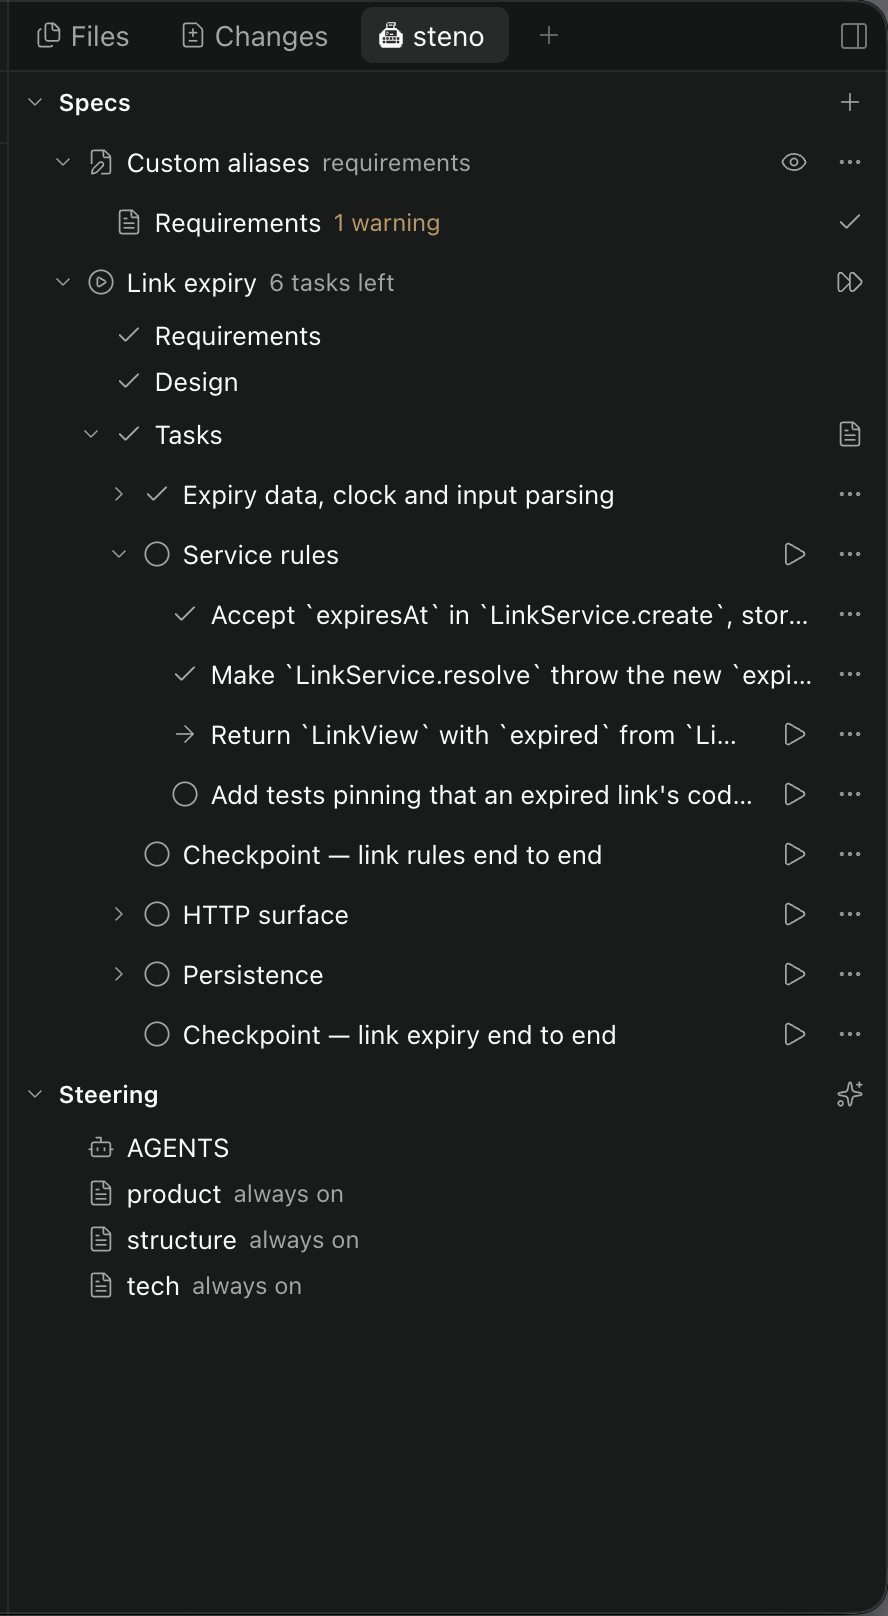 Files Changes steno
Specs
Custom aliases requirements
Requirements 1 warning
Link expiry 6 tasks left
Requirements
Design
Tasks
Expiry data, clock and input parsing
Service rules
Accept `expiresAt` in `LinkService.create`, stor...
Make `LinkService.resolve` throw the new `expi...
Return `LinkView` with `expired` from `Li...
Add tests pinning that an expired link's cod...
Checkpoint — link rules end to end
HTTP surface
Persistence
Checkpoint — link expiry end to end
Steering
AGENTS
product always on
structure always on
tech always on